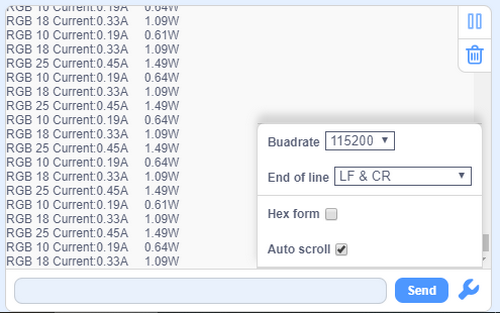 RGB 10 Current:0.19A 0.64W
RGB 18 Current:0.33A 1.09W
RGB 10 Current:0.19A 0.61W
RGB 18 Current:0.33A 1.09W
RGB 25 Current:0.45A 1.49W
RGB 10 Current:0.19A 0.64W
RGB 18 Current:0.33A 1.09W
RGB 25 Current:0.45A 1.49W
RGB 10 Current:0.19A 0.64W
RGB 18 Current:0.33A 1.09W
RGB 25 Current:0.45A 1.49W
RGB 10 Current:0.19A 0.64W
RGB 18 Current:0.33A 1.09W
RGB 25 Current:0.45A 1.49W
RGB 10 Current:0.19A 0.61W
RGB 18 Current:0.33A 1.09W
RGB 25 Current:0.45A 1.49W
RGB 10 Current:0.19A 0.64W
RGB 18 Current:0.33A 1.09W
Buadrate 115200
End of line LF & CR
Hex form
Auto scroll
Send